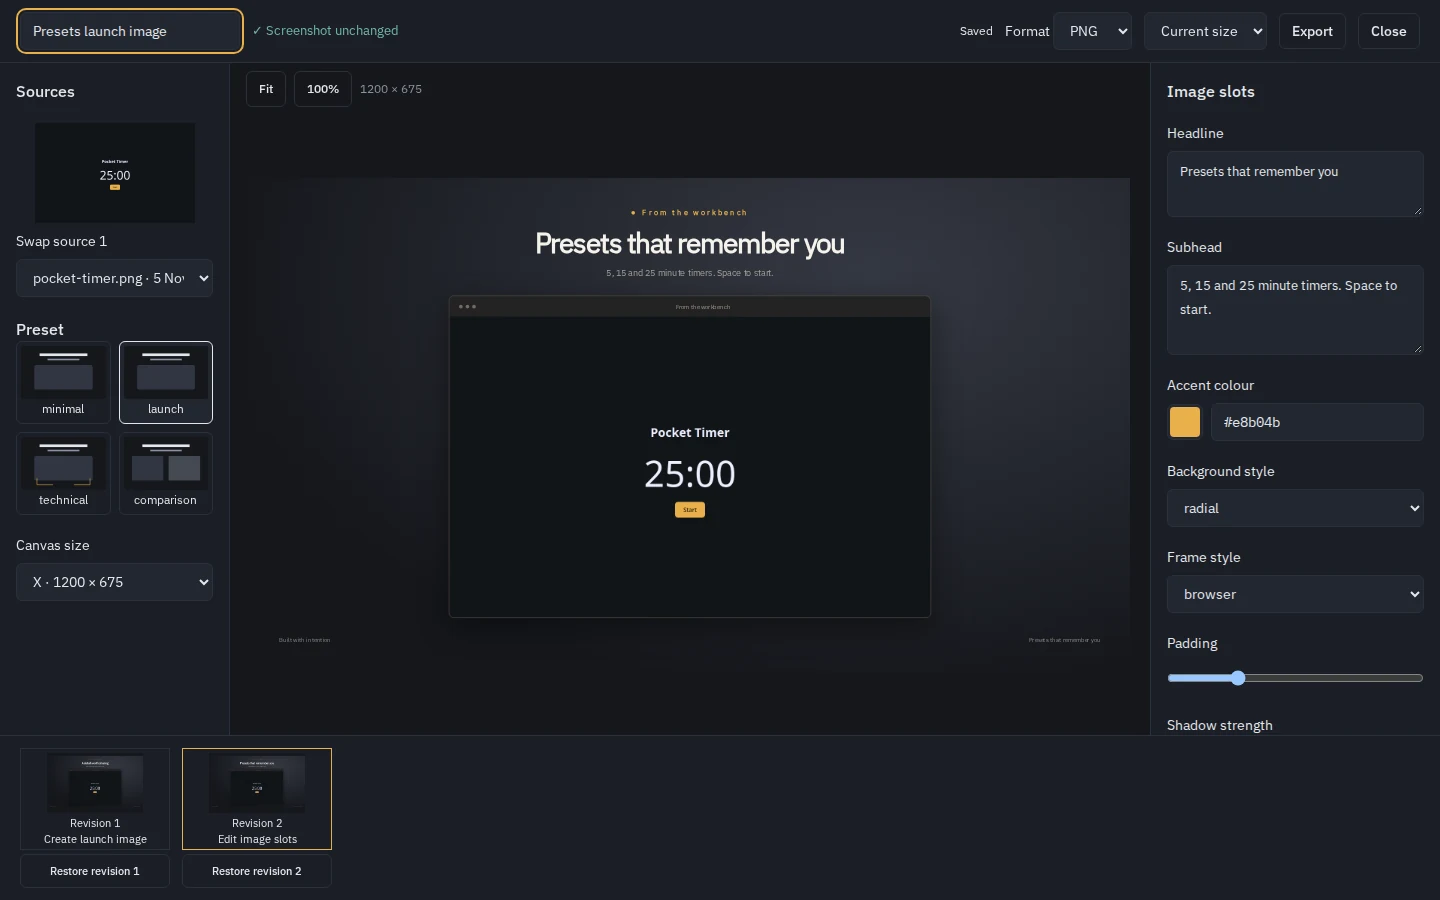 Presets launch image
✓ Screenshot unchanged
Saved
Format
PNG
Current size
Export
Close
Sources
Pocket Timer
25:00
Swap source 1
pocket-timer.png · 5 Nov
Preset
minimal
launch
technical
comparison
Canvas size
X · 1200 × 675
Fit
100%
1200 × 675
● From the workbench
Presets that remember you
5, 15 and 25 minute timers. Space to start.
From the workbench
Pocket Timer
25:00
Start
Built with intention
Presets that remember you
Image slots
Headline
Presets that remember you
Subhead
5, 15 and 25 minute timers. Space to
start.
Accent colour
#e8b04b
Background style
radial
Frame style
browser
Padding
Shadow strength
Revision 1
Create launch image
Restore revision 1
Presets that remember you
25:00
Revision 2
Edit image slots
Restore revision 2